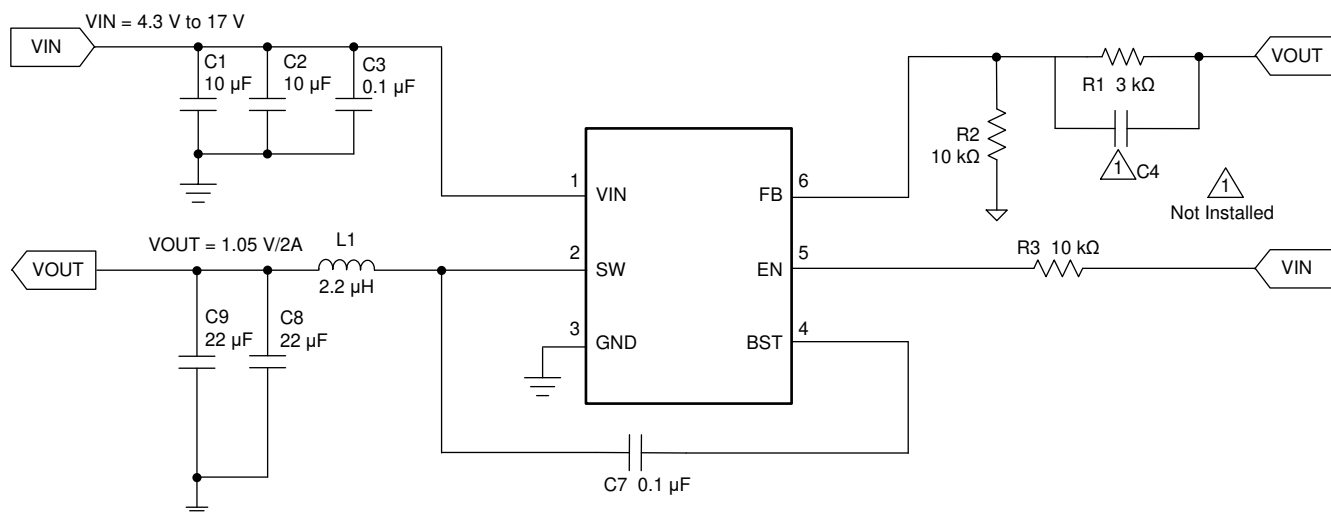 VIN = 4.3 V to 17 V
VIN
C1
10 µF
C2
10 µF
C3
0.1 µF
VOUT
R1 3 kΩ
R2
10 kΩ
1
C4
1
Not Installed
1
VIN
FB
6
VOUT = 1.05 V/2A
L1
VOUT
2.2 µH
2
SW
EN
5
R3 10 kΩ
VIN
C9
22 µF
C8
22 µF
3
GND
BST
4
C7 0.1 µF